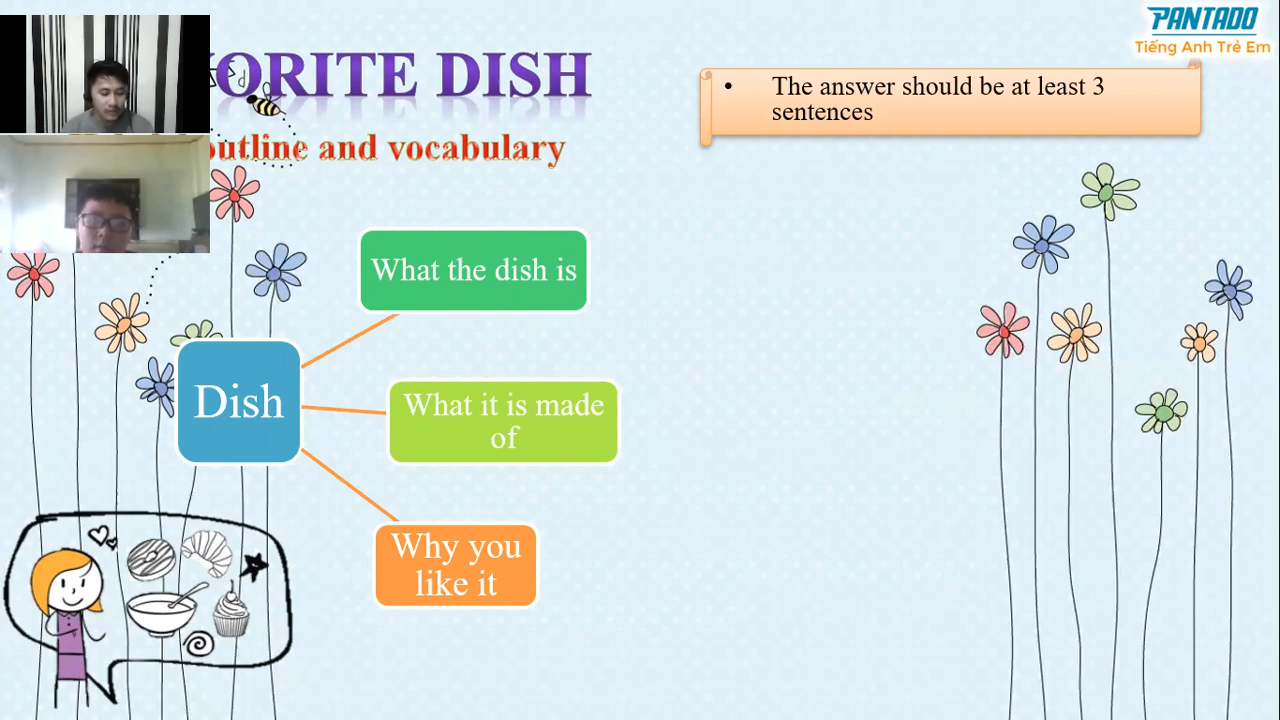 PANTADO
Tiếng Anh Trẻ Em
ORITE DISH
outline and vocabulary
• The answer should be at least 3
sentences
What the dish is
Dish
What it is made
of
Why you
like it